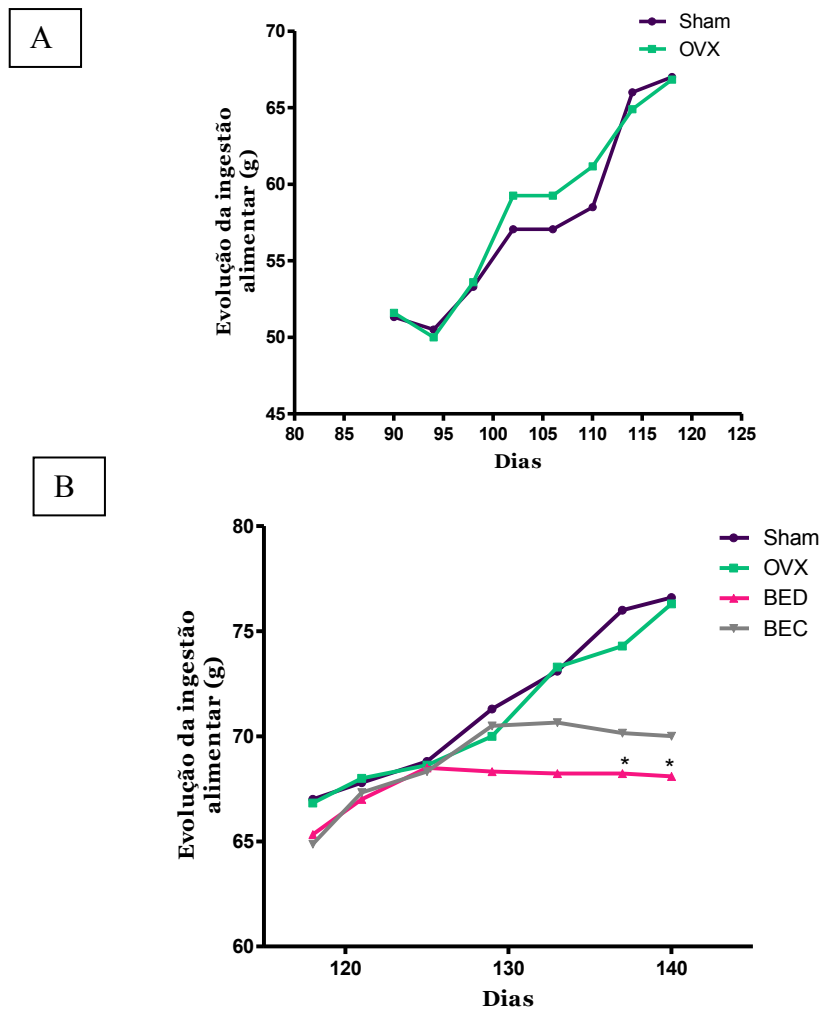 A
Sham
OVX
Evolução da ingestão
alimentar (g)
70
65
60
55
50
45
80 85 90 95 100 105 110 115 120 125
Dias
B
Sham
OVX
BED
BEC
Evolução da ingestão
alimentar (g)
80
75
70
65
60
* *
120 130 140
Dias